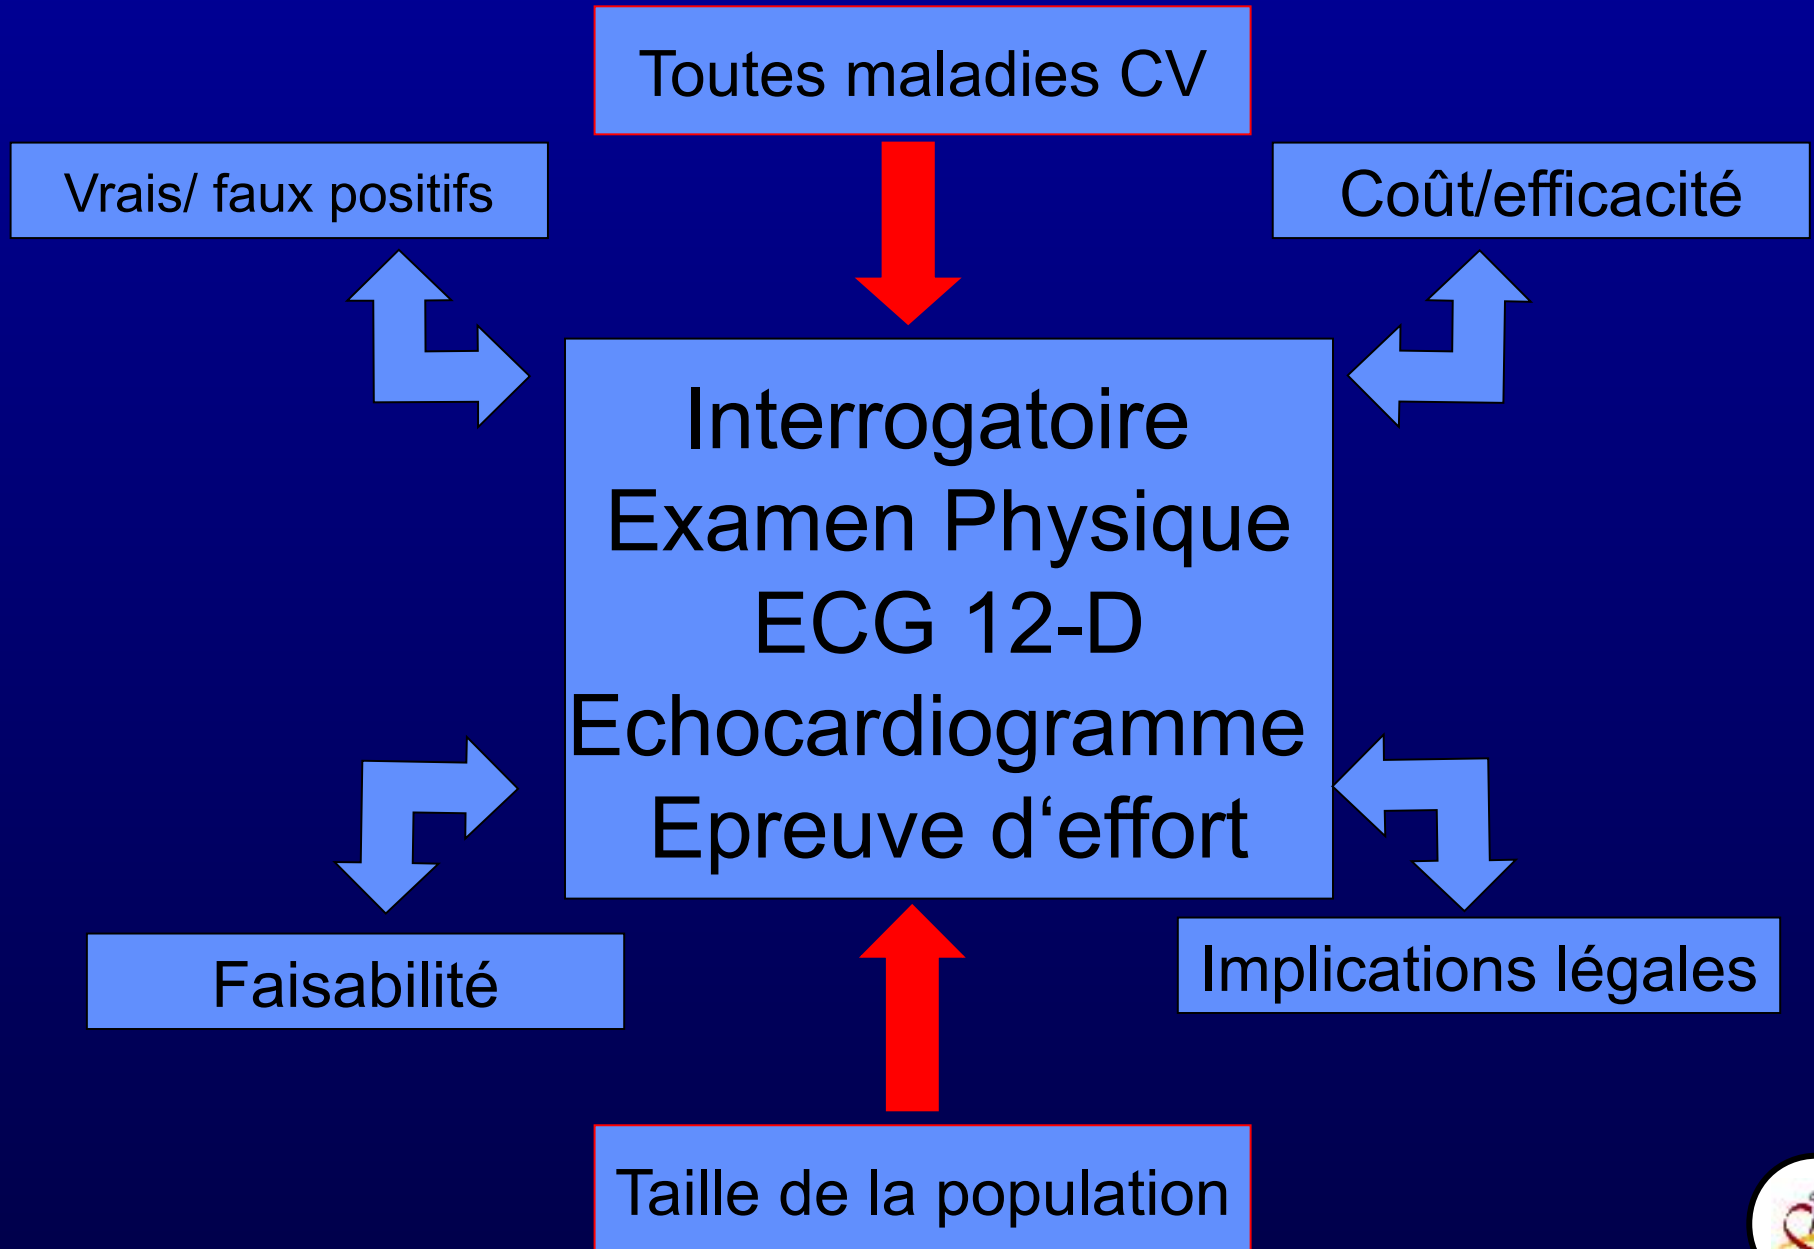 Toutes maladies CV
Vrais/ faux positifs
Coût/efficacité
Interrogatoire
Examen Physique
ECG 12-D
Echocardiogramme
Epreuve d‘effort
Faisabilité
Implications légales
Taille de la population